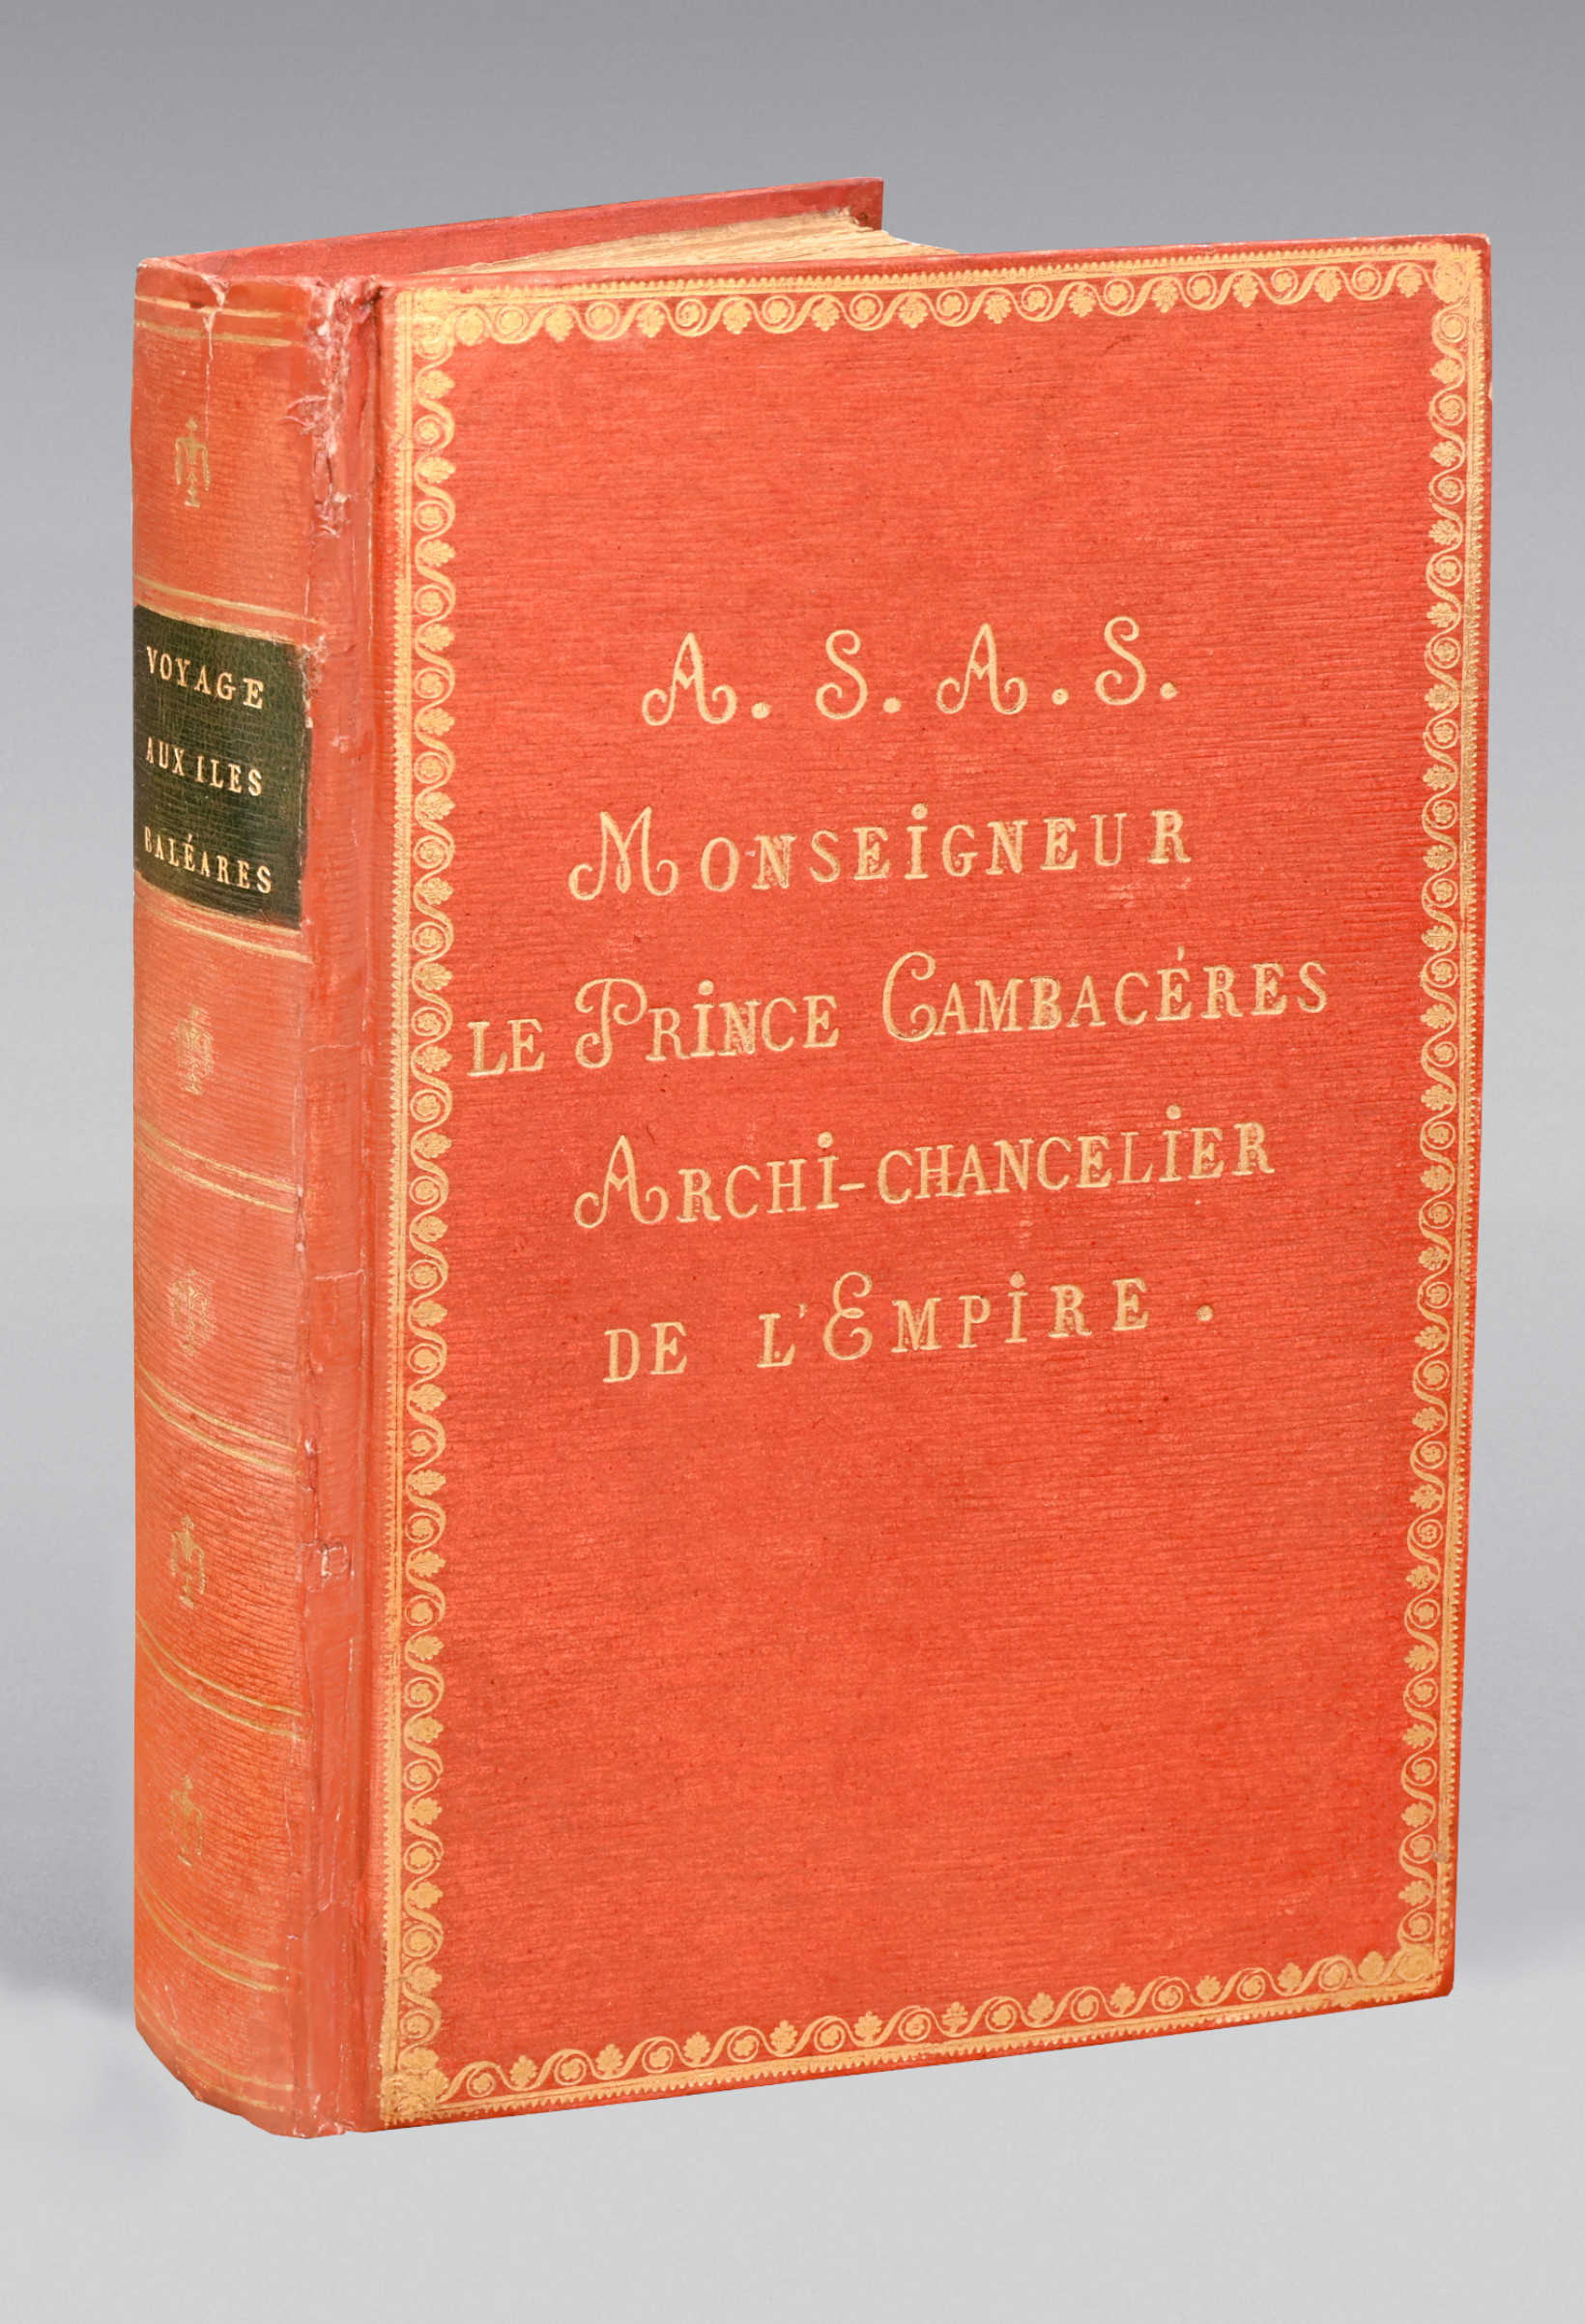 VOYAGE
AUX ILES
BALÉARES
A. S. A. S.
MONSEIGNEUR
LE PRINCE CAMBACÉRES
ARCHI-CHANCELIER
DE L'EMPIRE.